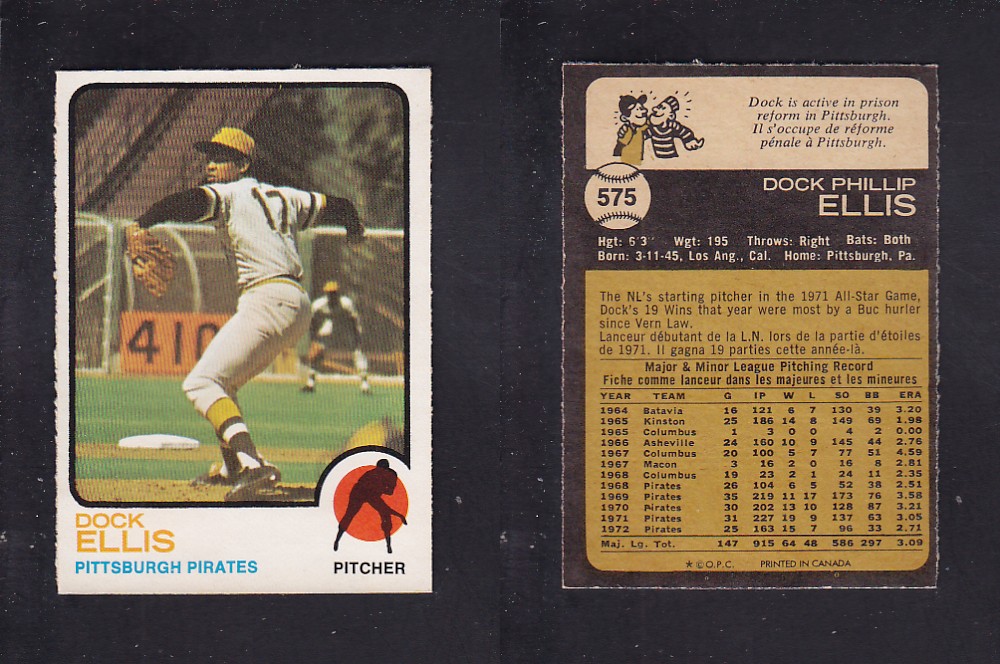 17
410
DOCK
ELLIS
PITTSBURGH PIRATES
PITCHER
Dock is active in prison
reform in Pittsburgh.
Il s'occupe de réforme
pénale à Pittsburgh.
575
DOCK PHILLIP
ELLIS
Hgt: 6'3" Wgt: 195 Throws: Right Bats: Both
Born: 3-11-45, Los Ang., Cal. Home: Pittsburgh, Pa.
The NL's starting pitcher in the 1971 All-Star Game,
Dock's 19 Wins that year were most by a Buc hurler
since Vern Law.
Lanceur débutant de la L.N. lors de la partie d'étoiles
de 1971. Il gagna 19 parties cette année-là.
Major & Minor League Pitching Record
Fiche comme lanceur dans les majeures et les mineures
YEAR TEAM G IP W L SO BB ERA
1964 Batavia 16 121 6 7 130 39 3.20
1965 Kinston 25 186 14 8 149 69 1.98
1965 Columbus 1 3 0 0 4 2 0.00
1966 Asheville 24 160 10 9 145 44 2.76
1967 Columbus 20 100 5 7 77 51 4.59
1967 Macon 3 16 2 0 16 8 2.81
1968 Columbus 19 23 2 1 24 11 2.35
1968 Pirates 26 104 6 5 52 38 2.51
1969 Pirates 35 219 11 17 173 76 3.58
1970 Pirates 30 202 13 10 128 87 3.21
1971 Pirates 31 227 19 9 137 63 3.05
1972 Pirates 25 163 15 7 96 33 2.71
Maj. Lg. Tot. 147 915 64 48 586 297 3.09
★ © O.P.C. PRINTED IN CANADA